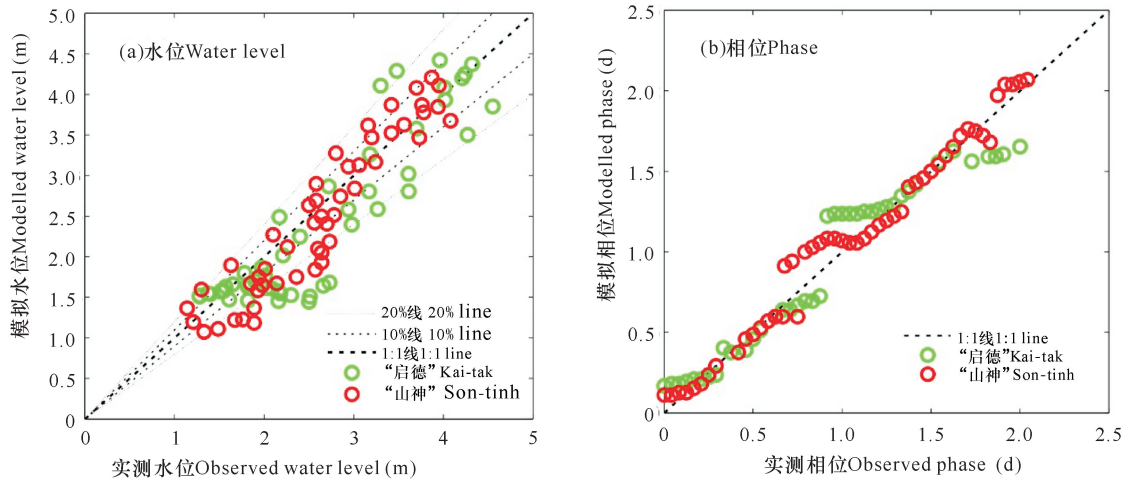 (a)水位Water level
模拟水位Modelled water level (m)
5.0
4.5
4.0
3.5
3.0
2.5
2.0
1.5
1.0
0.5
0
20%线 20% line
10%线 10% line
1:1线1:1 line
“启德” Kai-tak
“山神” Son-tinh
0 1 2 3 4 5
实测水位Observed water level (m)
(b)相位Phase
模拟相位Modelled phase (d)
2.5
2.0
1.5
1.0
0.5
0
1:1线1:1 line
“启德” Kai-tak
“山神” Son-tinh
0 0.5 1.0 1.5 2.0 2.5
实测相位Observed phase (d)